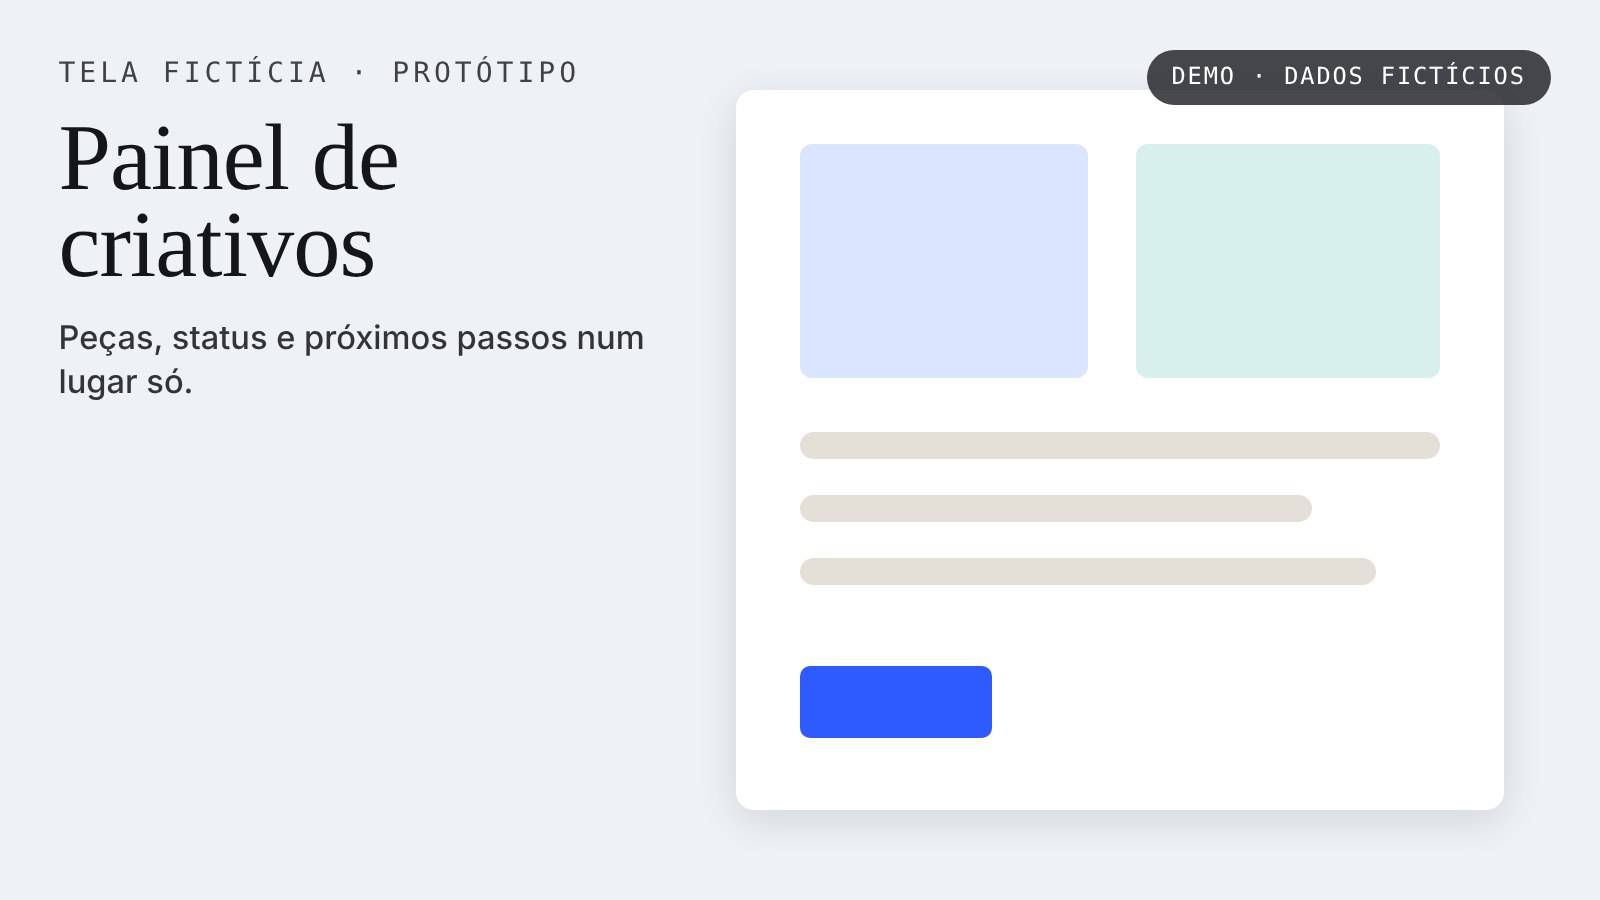 TELA FICTÍCIA · PROTÓTIPO
DEMO · DADOS FICTÍCIOS
Painel de
criativos
Peças, status e próximos passos num
lugar só.